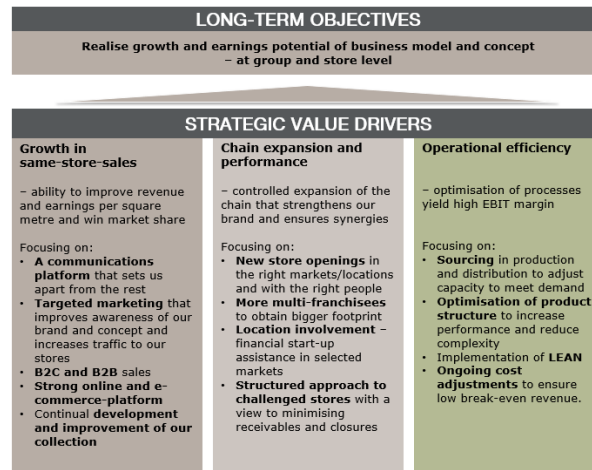 LONG-TERM OBJECTIVES
Realise growth and earnings potential of business model and concept
– at group and store level
STRATEGIC VALUE DRIVERS
Growth in
same-store-sales
– ability to improve revenue
and earnings per square
metre and win market share
Focusing on:
• A communications
platform that sets us
apart from the rest
• Targeted marketing that
improves awareness of our
brand and concept and
increases traffic to our
stores
• B2C and B2B sales
• Strong online and e-
commerce-platform
• Continual development
and improvement of our
collection
Chain expansion and
performance
– controlled expansion of the
chain that strengthens our
brand and ensures synergies
Focusing on:
• New store openings in
the right markets/locations
and with the right people
• More multi-franchisees
to obtain bigger footprint
• Location involvement –
financial start-up
assistance in selected
markets
• Structured approach to
challenged stores with a
view to minimising
receivables and closures
Operational efficiency
– optimisation of processes
yield high EBIT margin
Focusing on:
• Sourcing in production
and distribution to adjust
capacity to meet demand
• Optimisation of product
structure to increase
performance and reduce
complexity
• Implementation of LEAN
• Ongoing cost
adjustments to ensure
low break-even revenue.